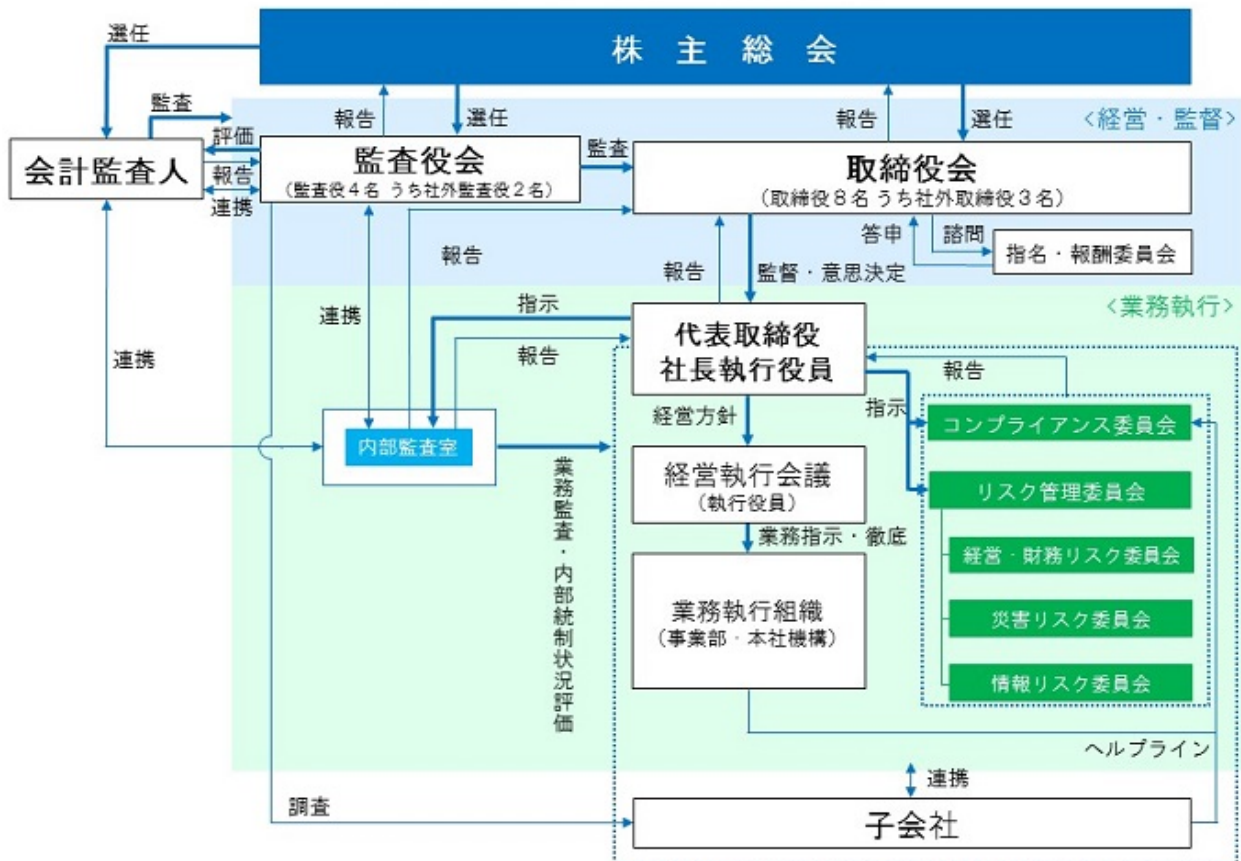 株主総会
選任
監査
報告
選任
報告
選任
<経営・監督>
評価
会計監査人
報告
連携
監査役会
(監査役4名 うち社外監査役2名)
監査
取締役会
(取締役8名 うち社外取締役3名)
報告
報告
監督・意思決定
答申
諮問
指名・報酬委員会
<業務執行>
指示
連携
報告
連携
代表取締役
社長執行役員
報告
経営方針
指示
コンプライアンス委員会
内部監査室
業務監査・内部統制状況評価
経営執行会議
(執行役員)
リスク管理委員会
業務指示・徹底
経営・財務リスク委員会
業務執行組織
(事業部・本社機構)
災害リスク委員会
情報リスク委員会
ヘルプライン
連携
調査
子会社